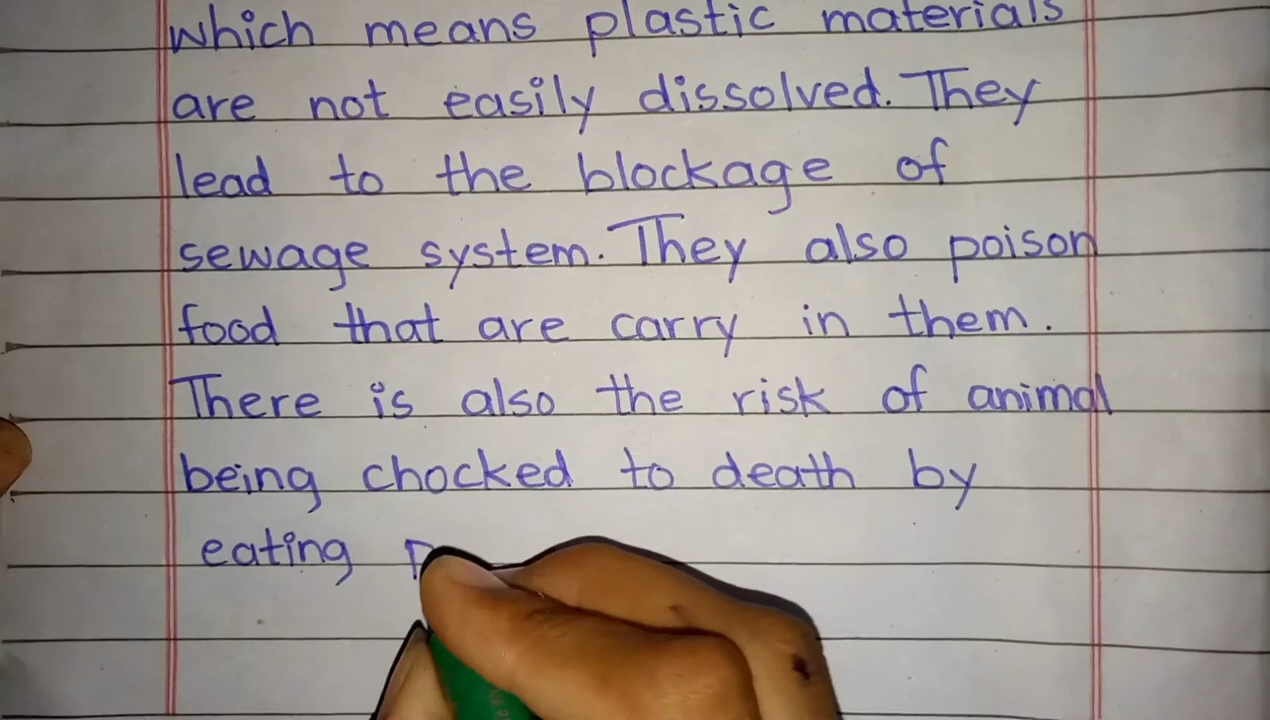 which means plastic materials
are not easily dissolved. They
lead to the blockage of
sewage system. They also poison
food that are carry in them.
There is also the risk of animal
being chocked to death by
eating